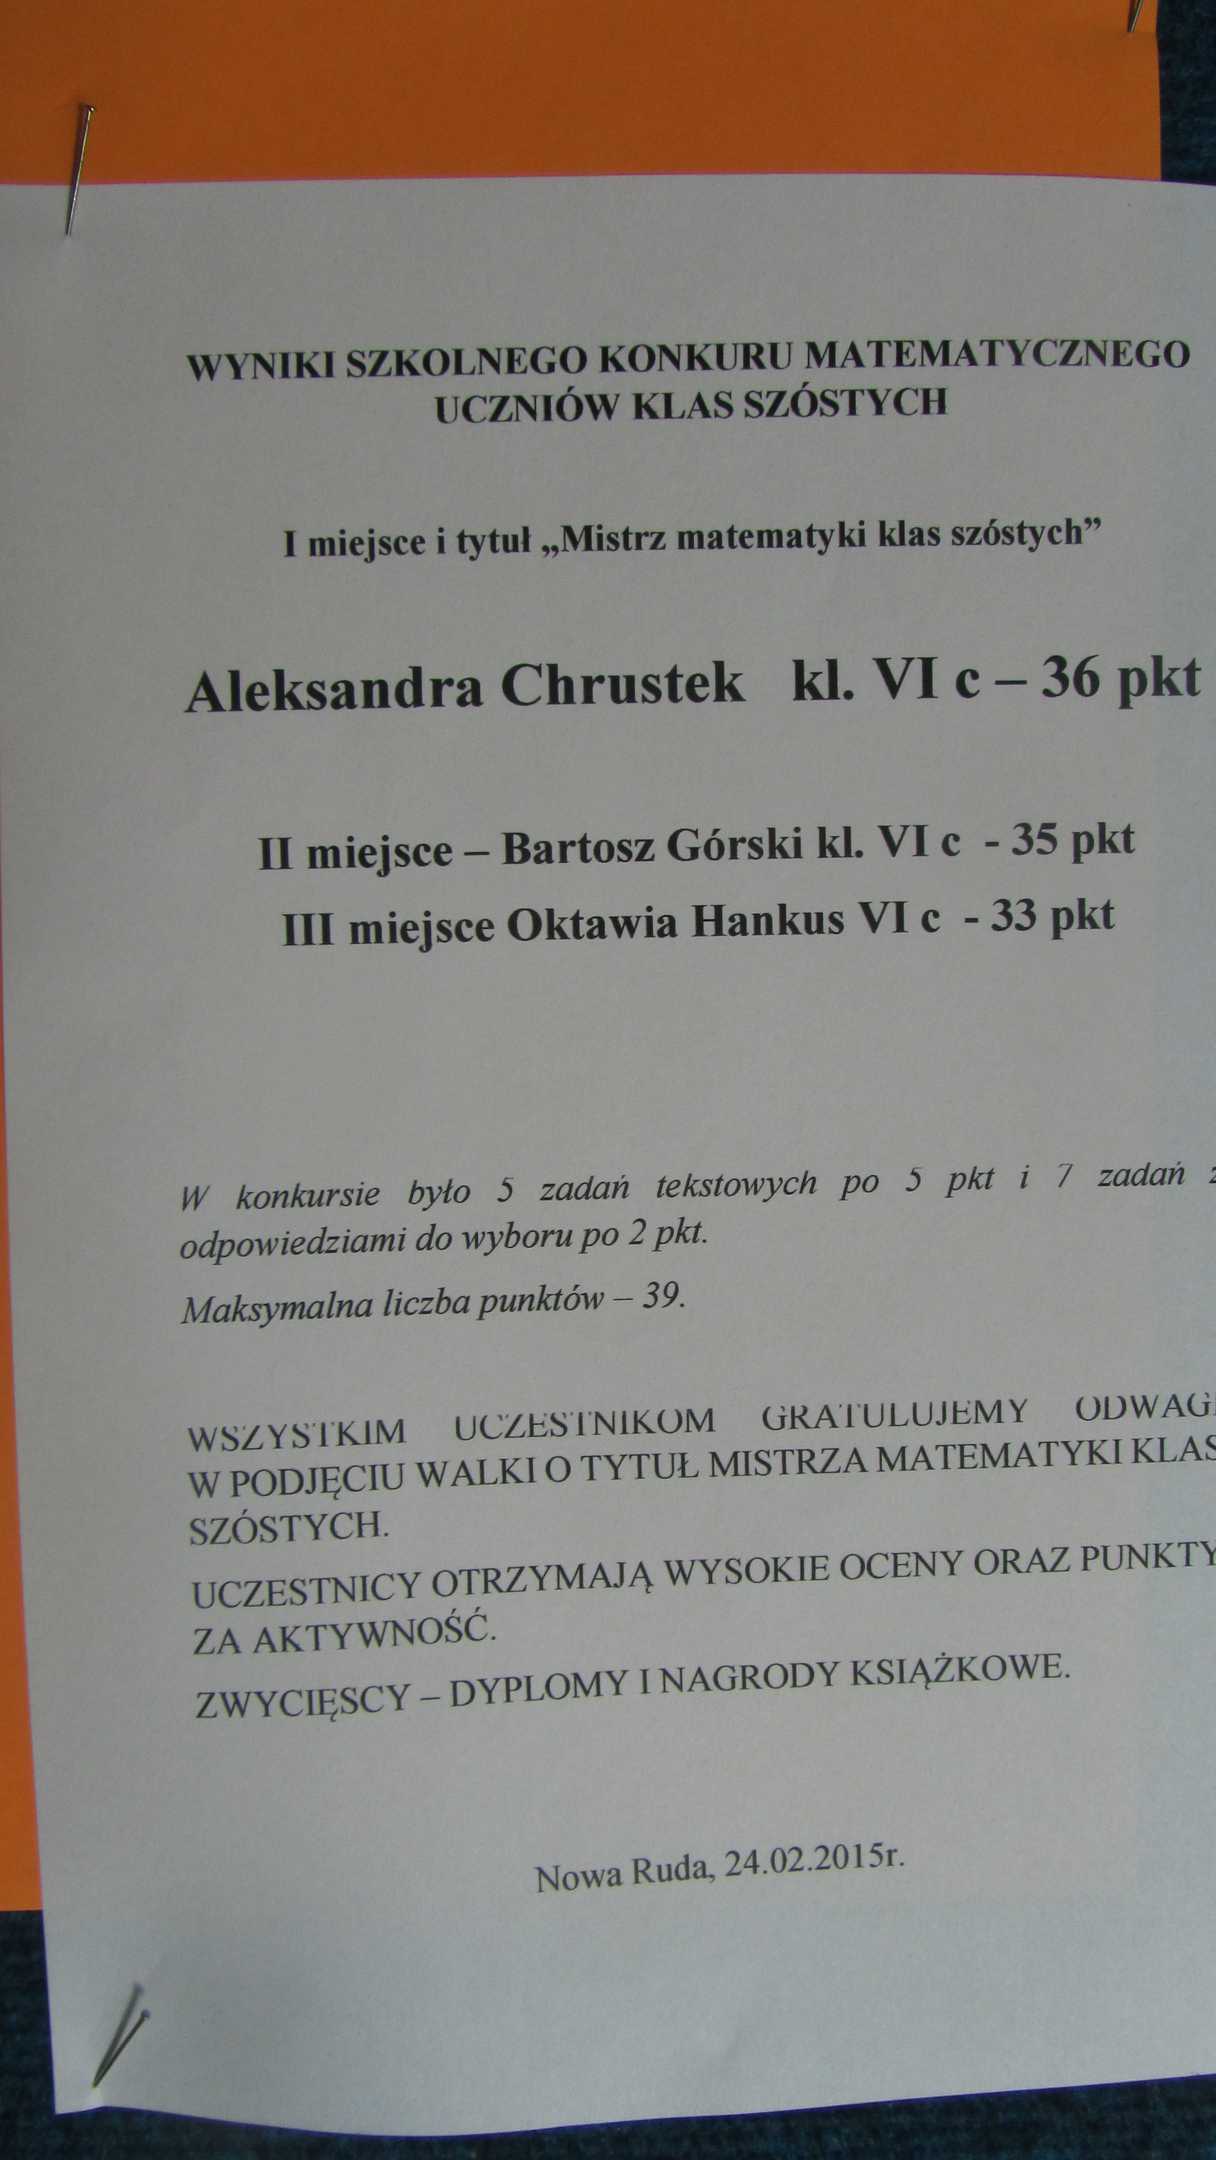 WYNIKI SZKOLNEGO KONKURU MATEMATYCZNEGO
UCZNIÓW KLAS SZÓSTYCH
I miejsce i tytuł „Mistrz matematyki klas szóstych”
Aleksandra Chrustek kl. VI c – 36 pkt
II miejsce – Bartosz Górski kl. VI c - 35 pkt
III miejsce Oktawia Hankus VI c - 33 pkt
W konkursie było 5 zadań tekstowych po 5 pkt i 7 zadań z
odpowiedziami do wyboru po 2 pkt.
Maksymalna liczba punktów – 39.
WSZYSTKIM UCZESTNIKOM GRATULUJEMY ODWAGI
W PODJĘCIU WALKI O TYTUŁ MISTRZA MATEMATYKI KLAS
SZÓSTYCH.
UCZESTNICY OTRZYMAJĄ WYSOKIE OCENY ORAZ PUNKTY
ZA AKTYWNOŚĆ.
ZWYCIĘSCY – DYPLOMY I NAGRODY KSIĄŻKOWE.
Nowa Ruda, 24.02.2015r.